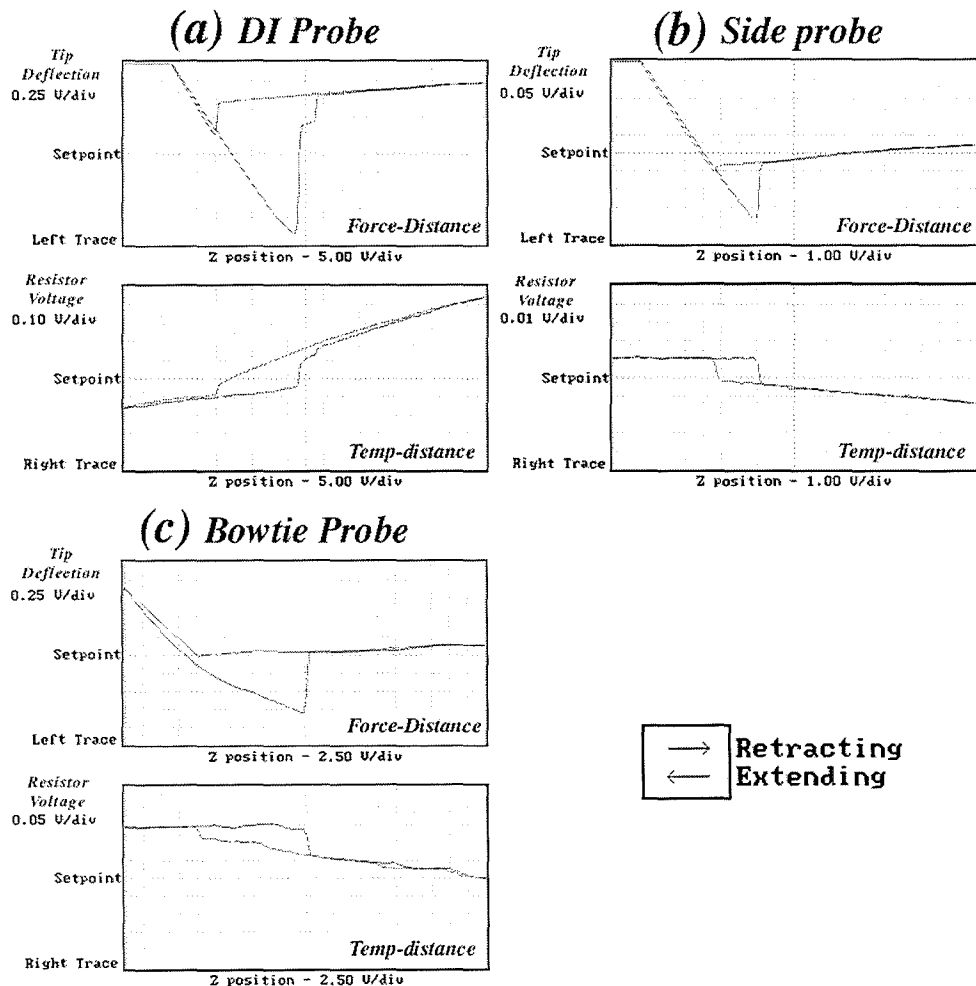 (a) DI Probe
Tip
Deflection
0.25 V/div
Setpoint
Left Trace
Force-Distance
Z position - 5.00 V/div
Resistor
Voltage
0.10 V/div
Setpoint
Right Trace
Temp-distance
Z position - 5.00 V/div
(b) Side probe
Tip
Deflection
0.05 V/div
Setpoint
Left Trace
Force-Distance
Z position - 1.00 V/div
Resistor
Voltage
0.01 V/div
Setpoint
Right Trace
Temp-distance
Z position - 1.00 V/div
(c) Bowtie Probe
Tip
Deflection
0.25 V/div
Setpoint
Left Trace
Force-Distance
Z position - 2.50 V/div
Resistor
Voltage
0.05 V/div
Setpoint
Right Trace
Temp-distance
Z position - 2.50 V/div
Retracting
Extending